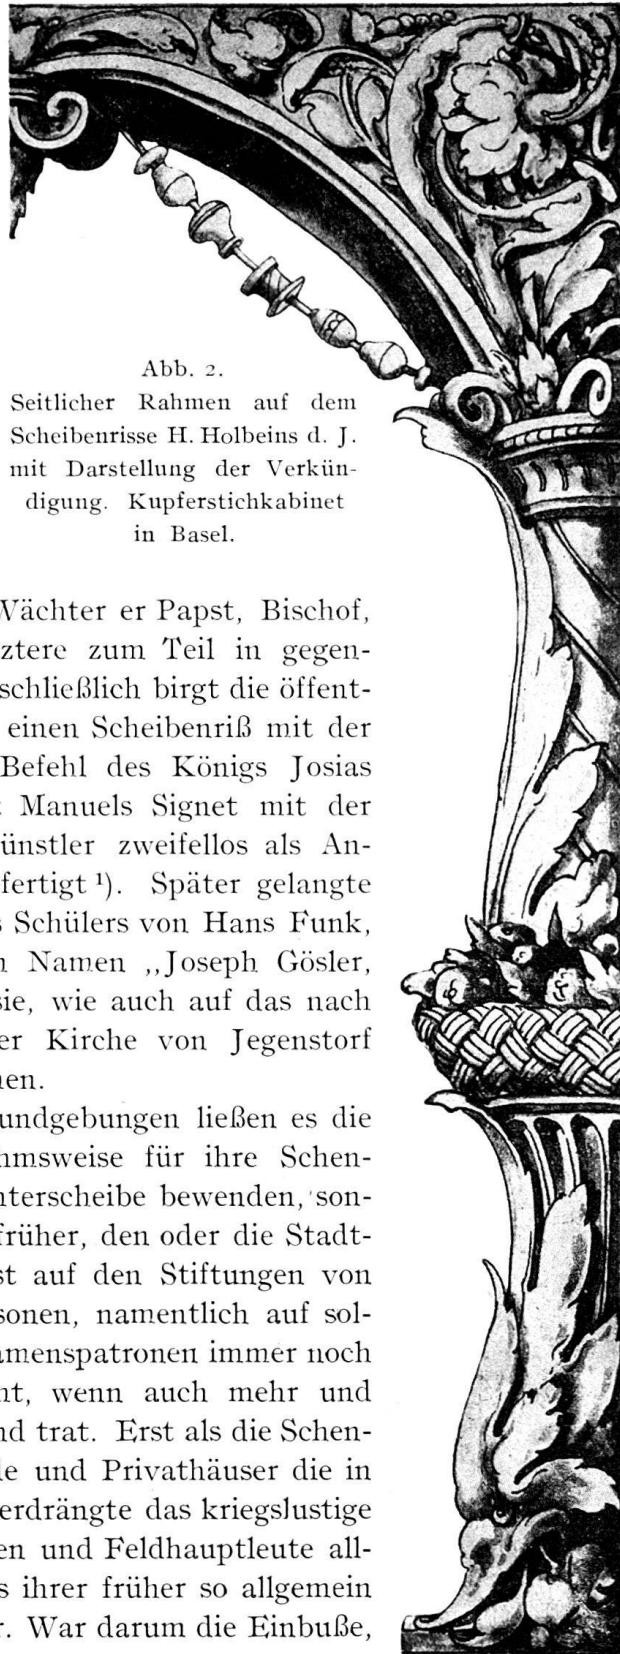 Abb. 2.
Seitlicher Rahmen auf dem
Scheibenrisse H. Holbeins d. J.
mit Darstellung der Verkün-
digung. Kupferstichkabinet
in Basel.
Wächter er Papst, Bischof,
ztere zum Teil in gegen-
schließlich birgt die öffent-
einen Scheibenriß mit der
Befehl des Königs Josias
Manuels Signet mit der
ünstler zweifellos als An-
fertigt ¹). Später gelangte
s Schülers von Hans Funk,
n Namen „Joseph Gösler,
sie, wie auch auf das nach
er Kirche von Jegenstorf
nen.
undgebungen ließen es die
hmsweise für ihre Schen-
nterscheibe bewenden, son-
früher, den oder die Stadt-
st auf den Stiftungen von
sonen, namentlich auf sol-
amenspatronen immer noch
nt, wenn auch mehr und
nd trat. Erst als die Schen-
le und Privathäuser die in
erdrängte das kriegslustige
en und Feldhauptleute all-
s ihrer früher so allgemein
r. War darum die Einbuße,